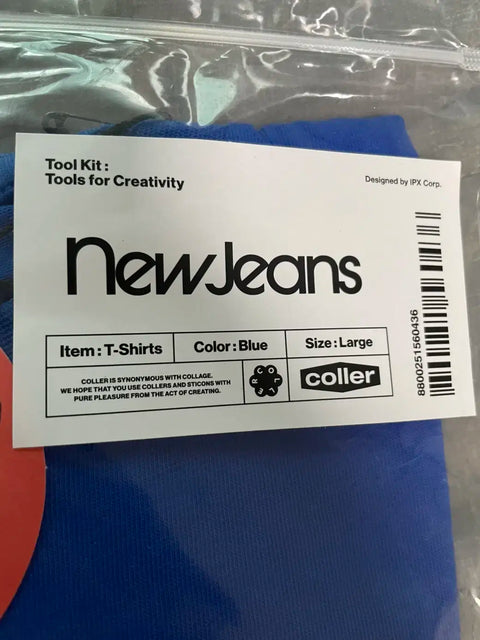 Tool Kit :
Tools for Creativity
Designed by IPX Corp.
NewJeans
Item : T-Shirts
Color : Blue
Size : Large
COLLER IS SYNONYMOUS WITH COLLAGE.
WE HOPE THAT YOU USE COLLERS AND STICONS WITH
PURE PLEASURE FROM THE ACT OF CREATING.
coller
8800251560436